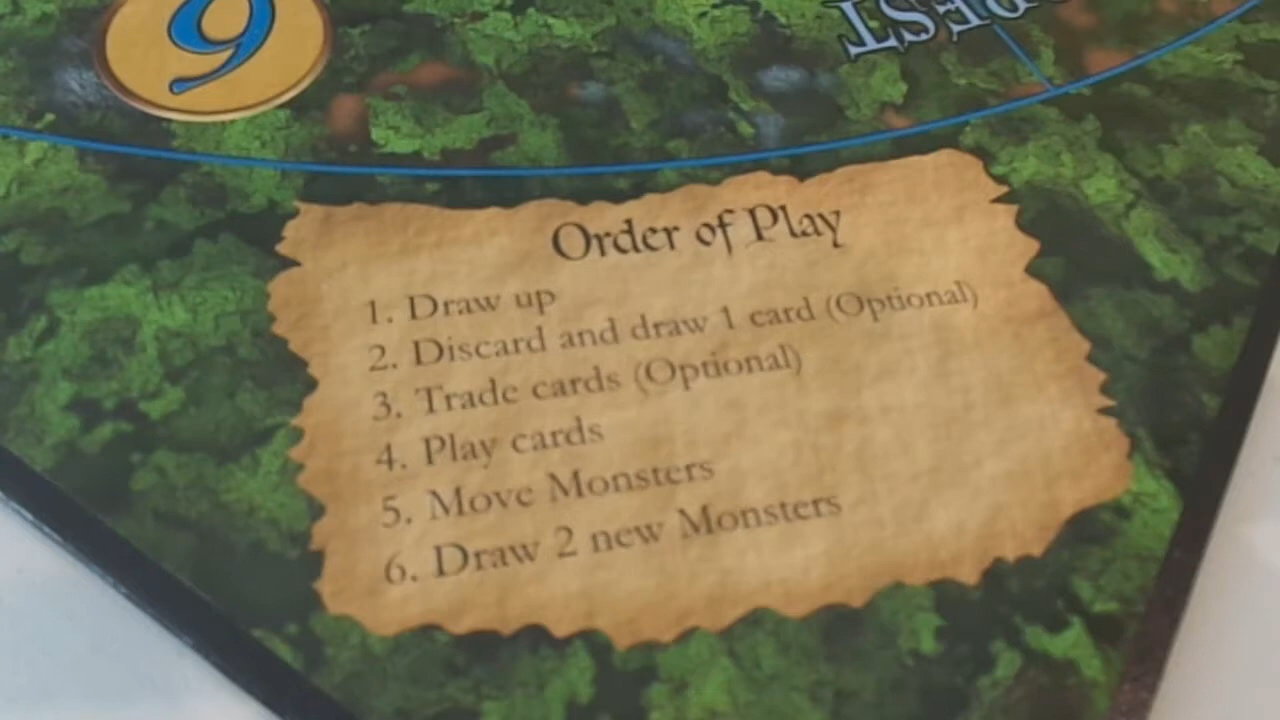 9
Order of Play
1. Draw up
2. Discard and draw 1 card (Optional)
3. Trade cards (Optional)
4. Play cards
5. Move Monsters
6. Draw 2 new Monsters